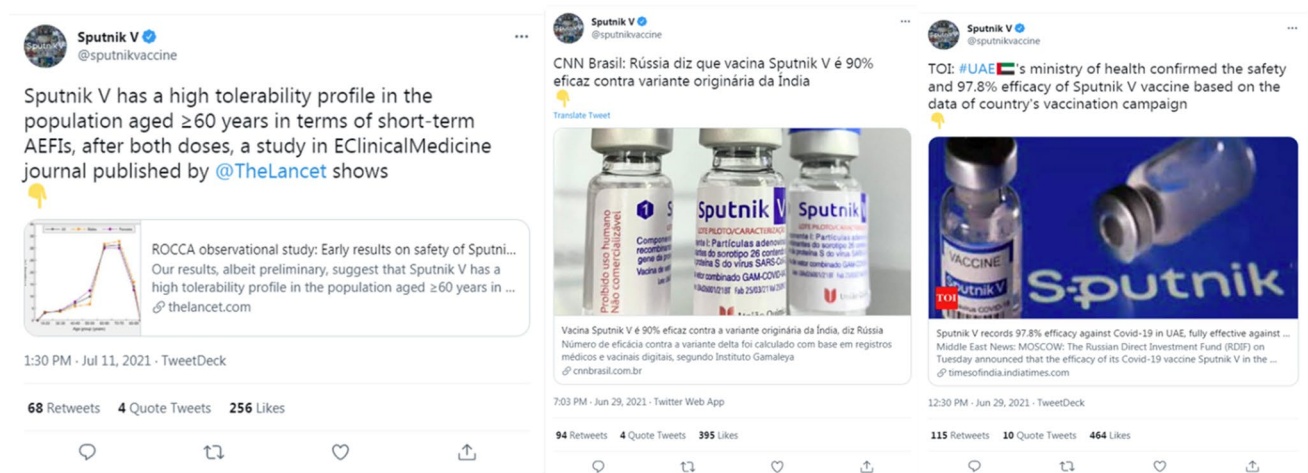 Sputnik V
@sputnikvaccine
Sputnik V has a high tolerability profile in the
population aged ≥60 years in terms of short-term
AEFIs, after both doses, a study in EClinicalMedicine
journal published by @TheLancet shows
👇
ROCCA observational study: Early results on safety of Sputni...
Our results, albeit preliminary, suggest that Sputnik V has a
high tolerability profile in the population aged ≥60 years in ...
thelancet.com
1:30 PM · Jul 11, 2021 · TweetDeck
68 Retweets 4 Quote Tweets 256 Likes
Sputnik V
@sputnikvaccine
CNN Brasil: Rússia diz que vacina Sputnik V é 90%
eficaz contra variante originária da Índia
👇
Translate Tweet
Proibido uso humano
Não comercializável
Sputnik V
Sputnik
Vacina Sputnik V é 90% eficaz contra a variante originária da Índia, diz Rússia
Número de eficácia contra a variante delta foi calculado com base em registros
médicos e vacinais digitais, segundo Instituto Gamaleya
cnnbrasil.com.br
7:03 PM · Jun 29, 2021 · Twitter Web App
94 Retweets 4 Quote Tweets 395 Likes
Sputnik V
@sputnikvaccine
TOI: #UAE🇦🇪's ministry of health confirmed the safety
and 97.8% efficacy of Sputnik V vaccine based on the
data of country's vaccination campaign
👇
VACCINE
Sputnik V
TOI
Sputnik
Sputnik V records 97.8% efficacy against Covid-19 in UAE, fully effective against ...
Middle East News: MOSCOW: The Russian Direct Investment Fund (RDIF) on
Tuesday announced that the efficacy of its Covid-19 vaccine Sputnik V in the ...
timesofindia.indiatimes.com
12:30 PM · Jun 29, 2021 · TweetDeck
115 Retweets 10 Quote Tweets 464 Likes